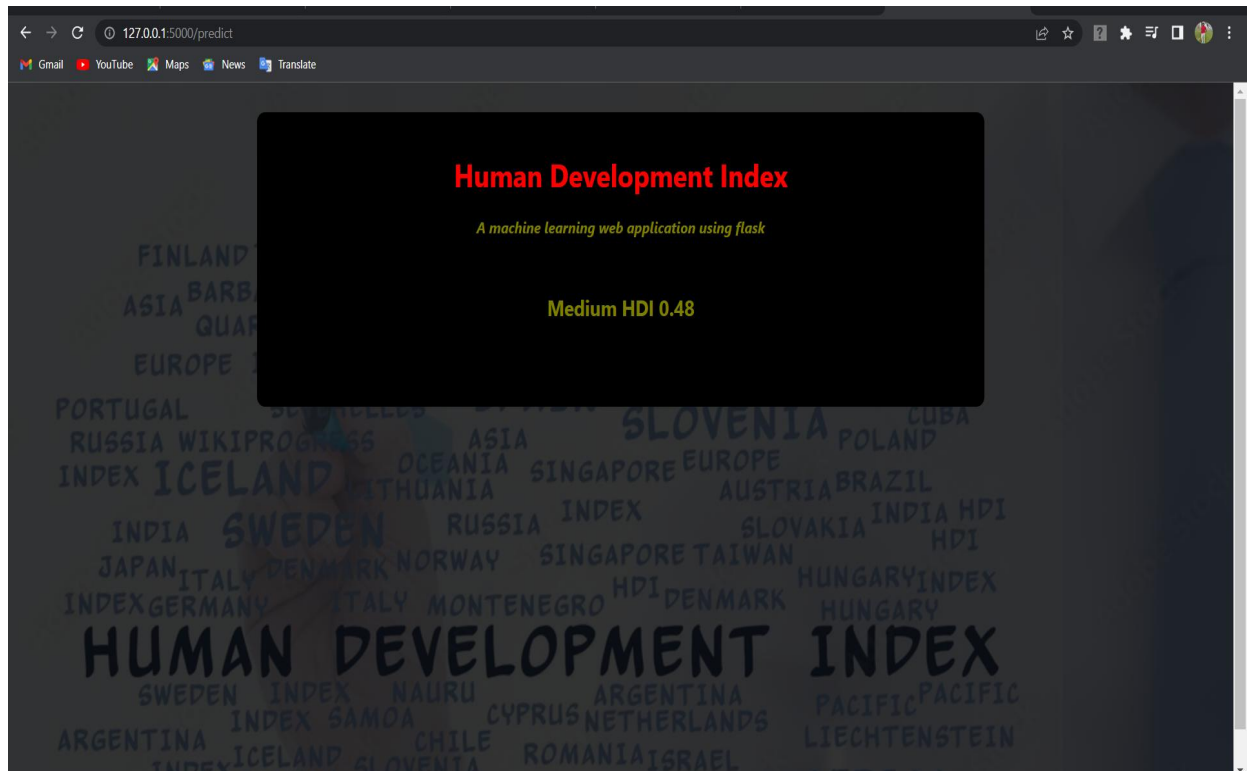 127.0.0.1:5000/predict
Gmail YouTube Maps News Translate
Human Development Index
A machine learning web application using flask
Medium HDI 0.48
FINLAND
ASIA
EUROPE
PORTUGAL SLOVENIA CUBA
RUSSIA WIKIPROGRESS ASIA POLAND
INDEX ICELAND OCEANIA SINGAPORE EUROPE
LITHUANIA AUSTRIA BRAZIL
INDIA SWEDEN RUSSIA INDEX SLOVAKIA INDIA HDI
HDI
JAPAN ITALY DENMARK NORWAY SINGAPORE TAIWAN
INDEX GERMANY ITALY MONTENEGRO HDI DENMARK HUNGARY INDEX
HUNGARY
HUMAN DEVELOPMENT INDEX
SWEDEN INDEX NAURU ARGENTINA PACIFIC PACIFIC
INDEX SAMOA CYPRUS NETHERLANDS
ARGENTINA CHILE LIECHTENSTEIN
INDEX ICELAND SLOVENIA ROMANIA ISRAEL